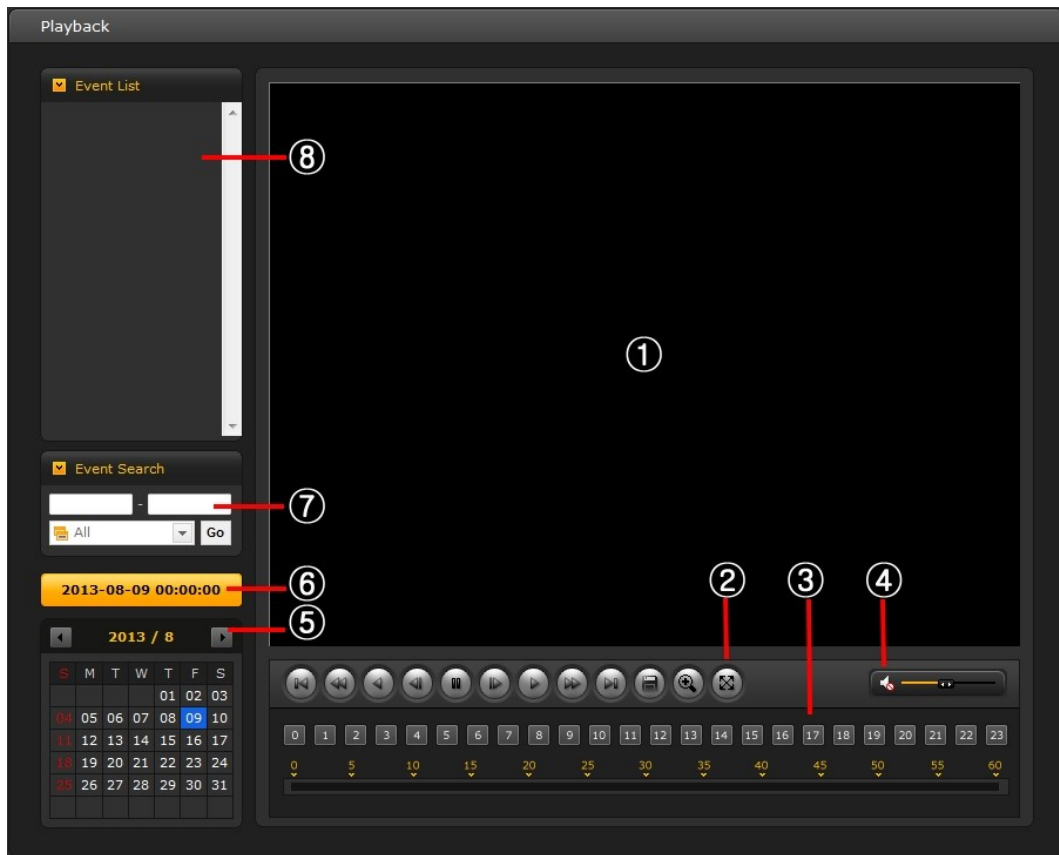 Playback
Event List
⑧
①
Event Search
-
⑦
All
Go
2013-08-09 00:00:00
⑥
②
③
④
⑤
2013 / 8
S M T W T F S
01 02 03
04 05 06 07 08 09 10
11 12 13 14 15 16 17
18 19 20 21 22 23 24
25 26 27 28 29 30 31
0 1 2 3 4 5 6 7 8 9 10 11 12 13 14 15 16 17 18 19 20 21 22 23
0 5 10 15 20 25 30 35 40 45 50 55 60